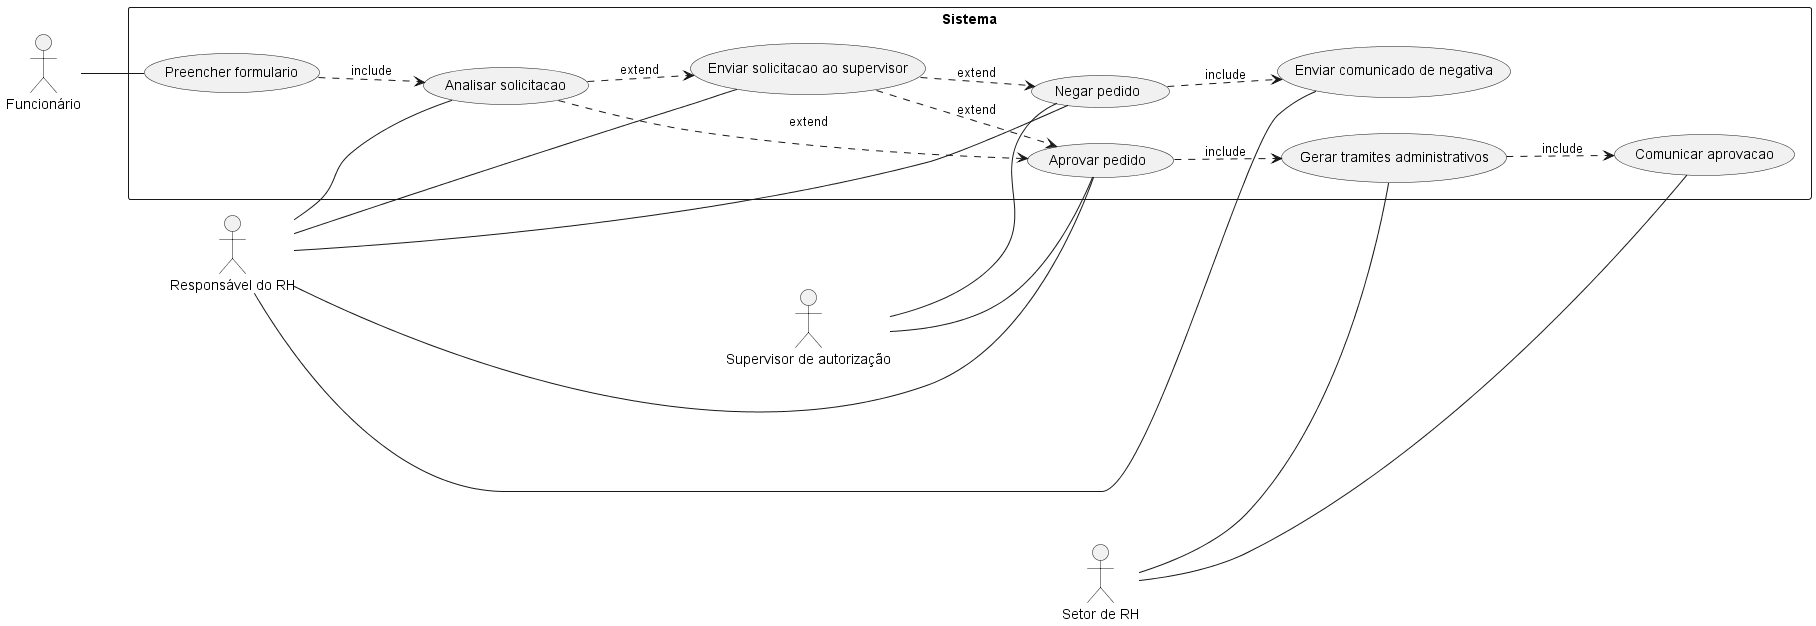 Sistema
Funcionário
Preencher formulario
include
Analisar solicitacao
extend
Enviar solicitacao ao supervisor
extend
Negar pedido
include
Enviar comunicado de negativa
extend
extend
Aprovar pedido
include
Gerar tramites administrativos
include
Comunicar aprovacao
Responsável do RH
Supervisor de autorização
Setor de RH